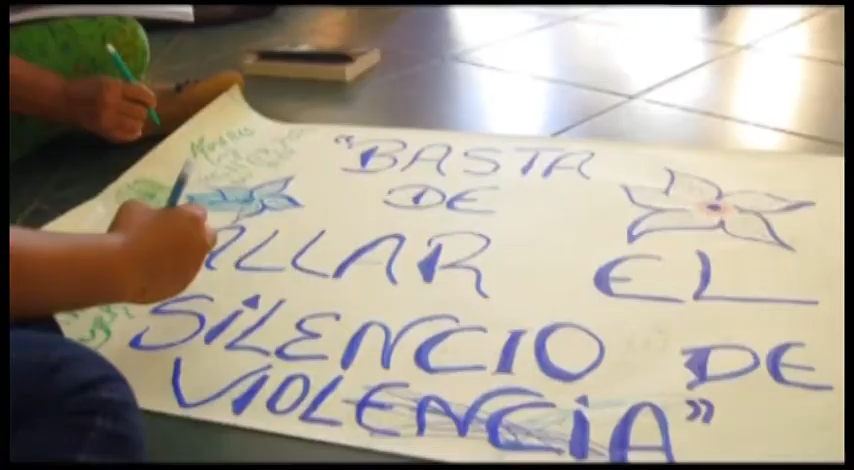 "BASTA
DE
ALLAR EL
SiLENCIO DE
VIOLENCiA"